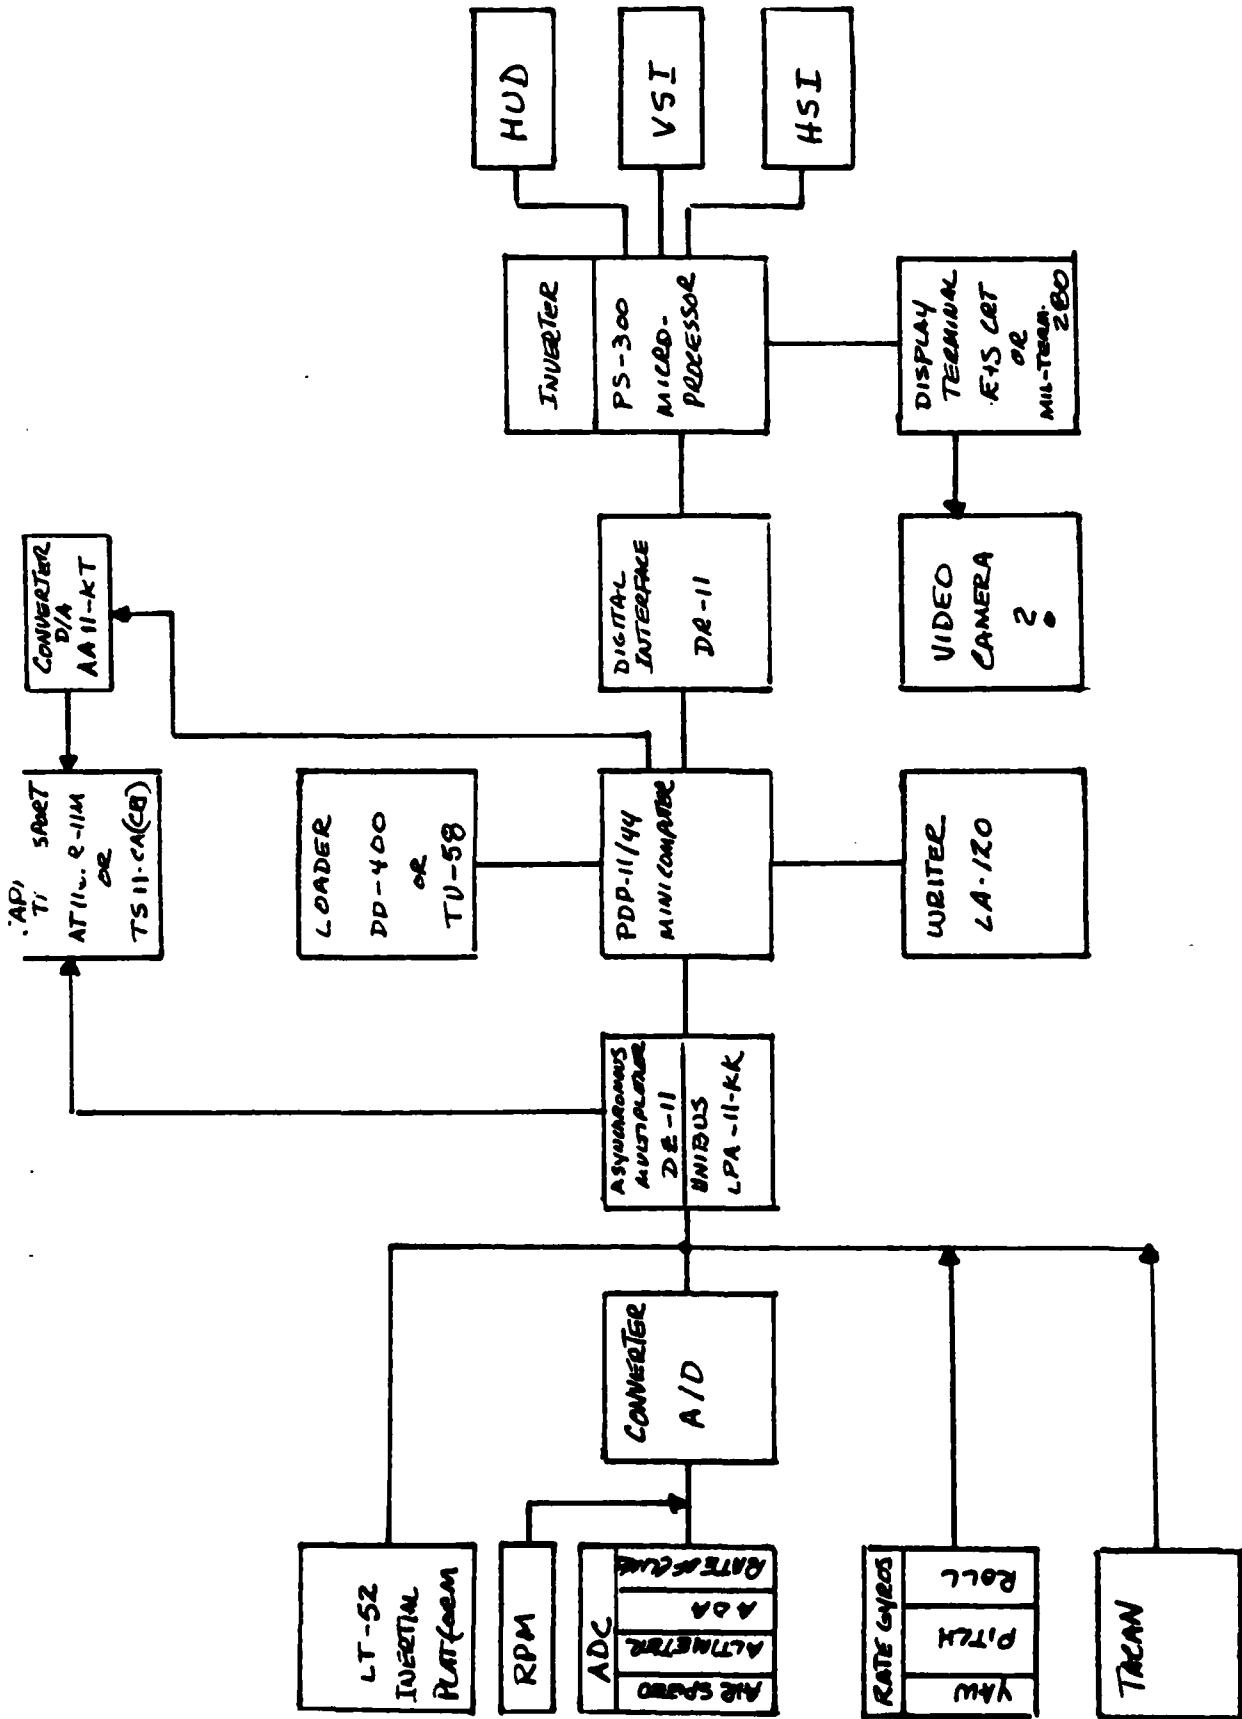 LT-52
INERTIAL
PLATFORM
RPM
ADC
AIR SPEED
ALTIMETER
AOA
RATE OF CLIMB
RATE GYROS
YAW
PITCH
ROLL
TACAN
CONVERTER
A/D
ASYNCHRONOUS
MULTIPLEXER
DZ-11
UNIBUS
LPA-11-KK
SPORT
OR
TS11-CA(CB)
LOADER
DD-400
OR
TU-58
PDP-11/44
MINICOMPUTER
WRITER
LA-120
CONVERTER
D/A
AA11-KT
DIGITAL
INTERFACE
DR-11
VIDEO
CAMERA
2.
INVERTER
PS-300
MICRO-
PROCESSOR
DISPLAY
TERMINAL
E+S CRT
OR
MIL-TERM.
280
HUD
VSI
HSI